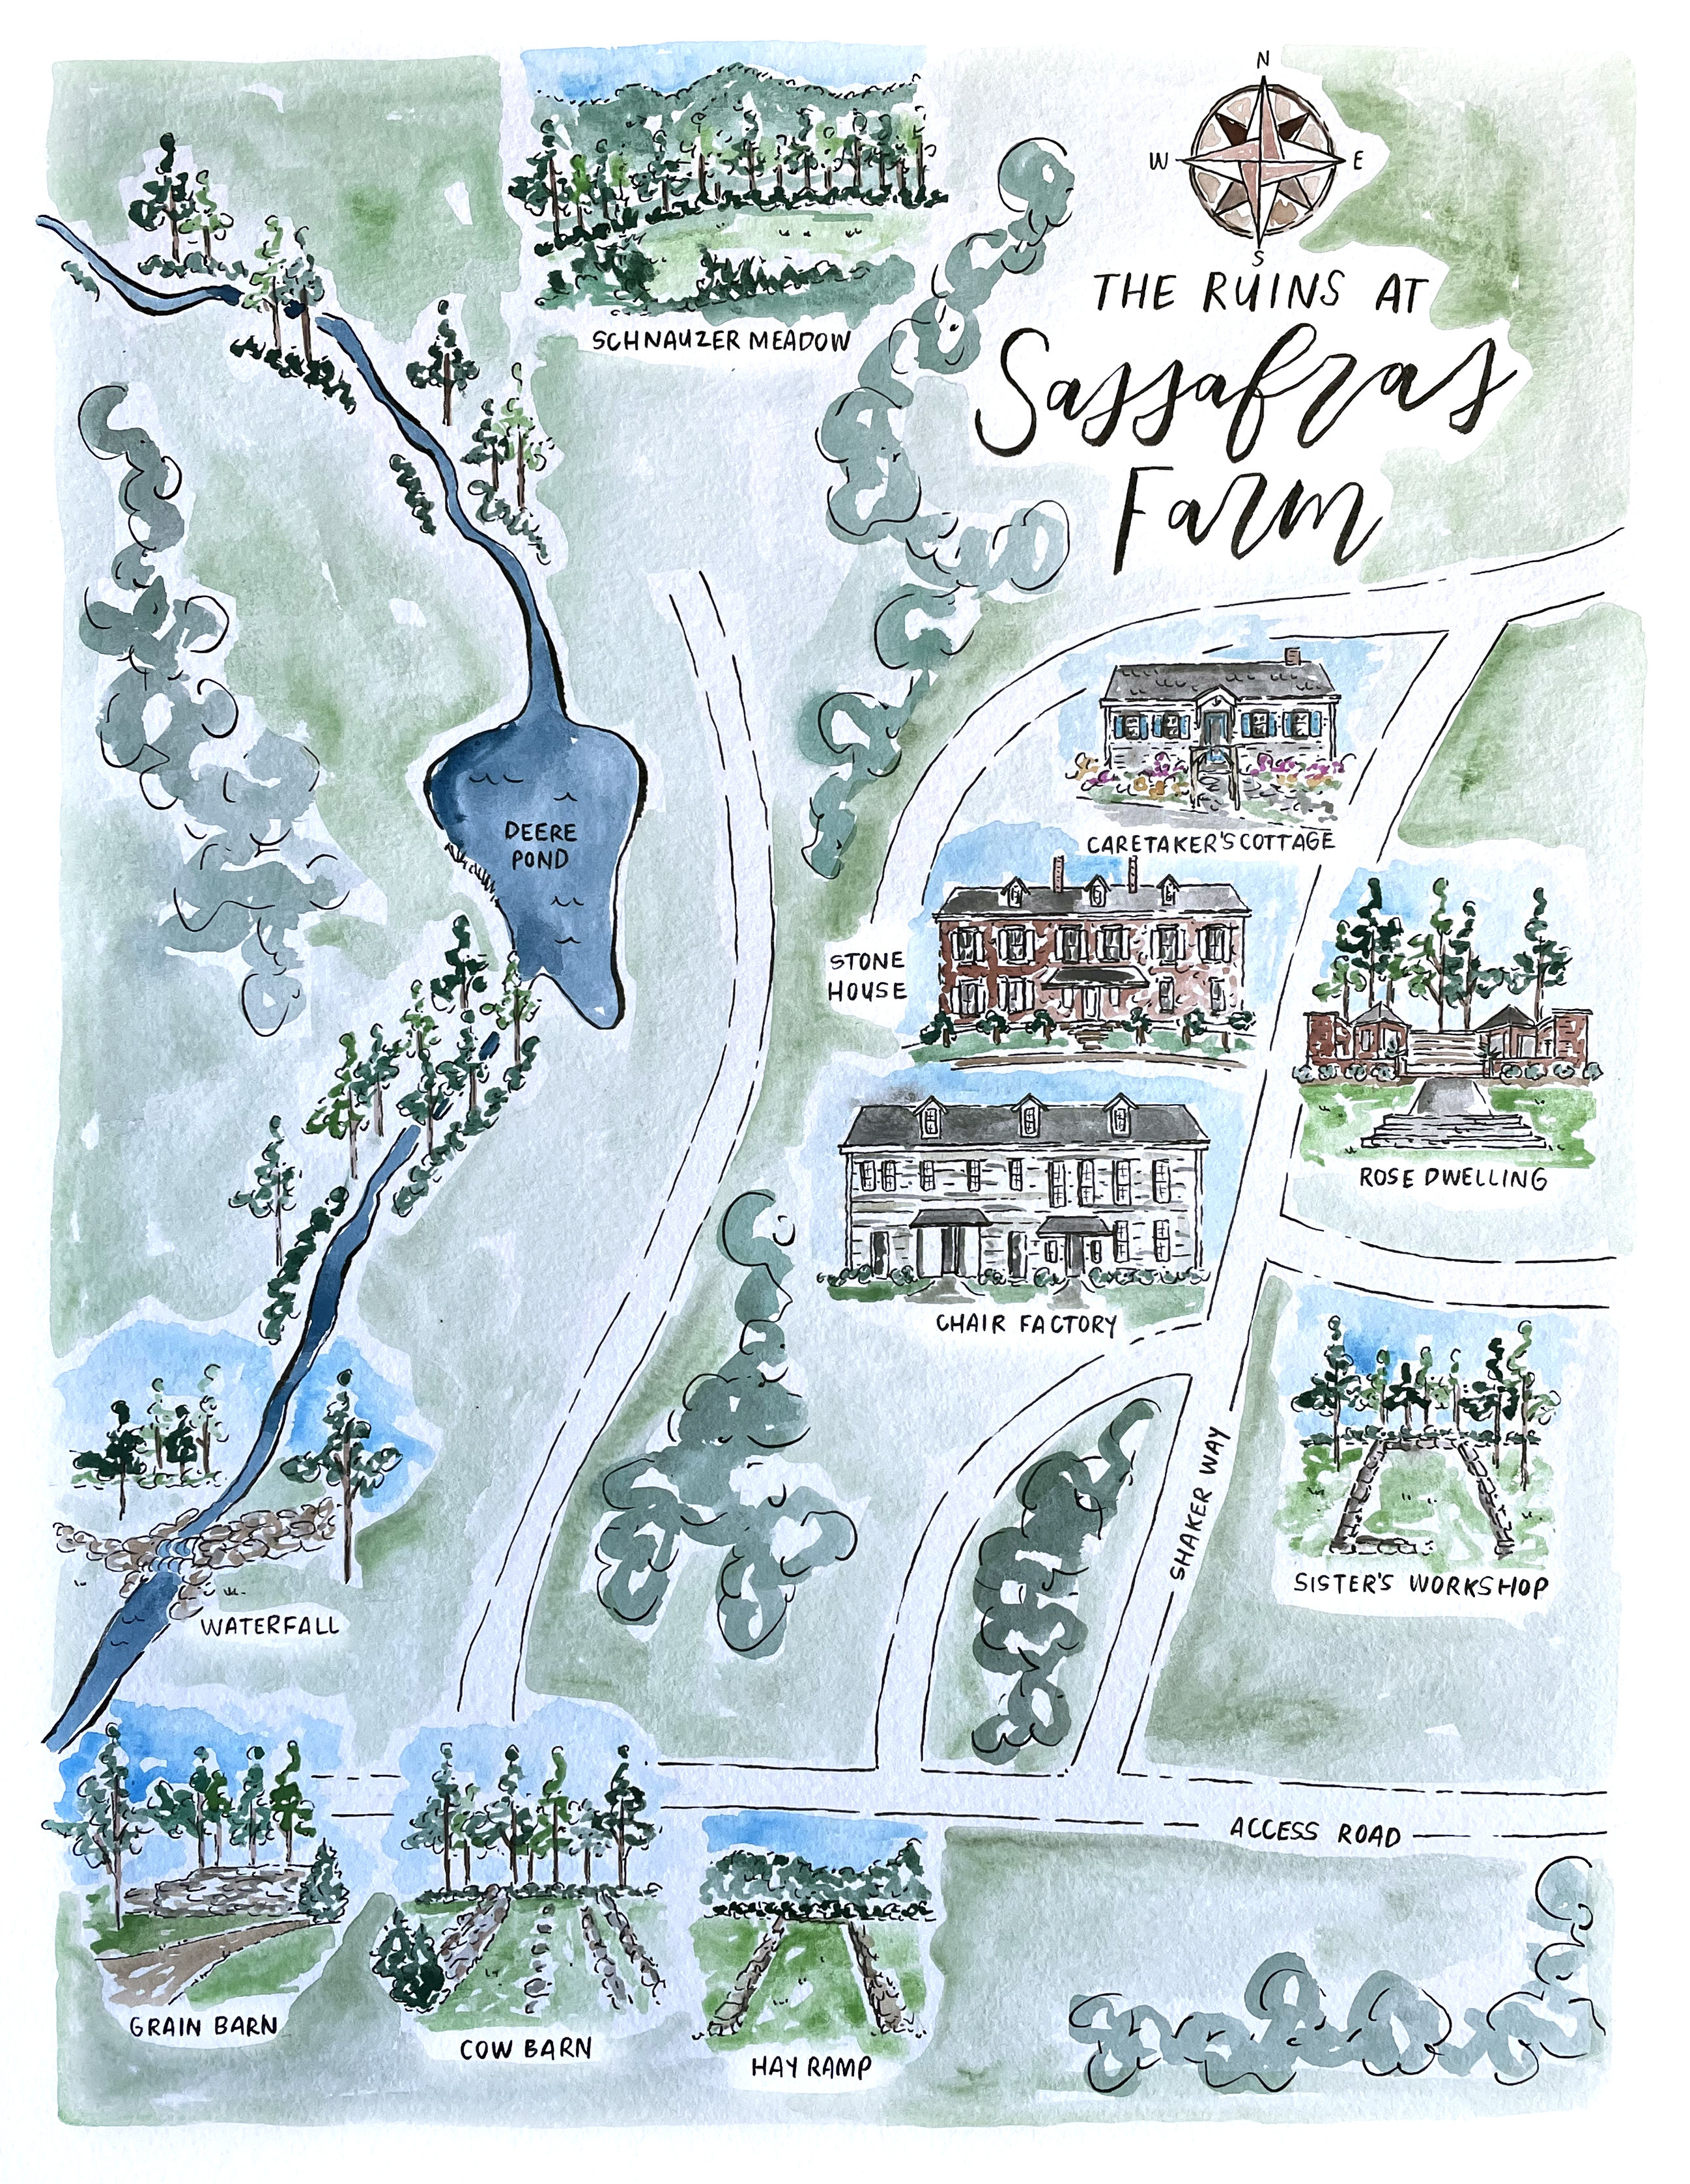 N
W E
S
THE RUINS AT
Sassafras
Farm
SCHNAUZER MEADOW
DEERE
POND
CARETAKER'S COTTAGE
STONE
HOUSE
ROSE DWELLING
CHAIR FACTORY
SHAKER WAY
SISTER'S WORKSHOP
WATERFALL
ACCESS ROAD
GRAIN BARN
COW BARN
HAY RAMP